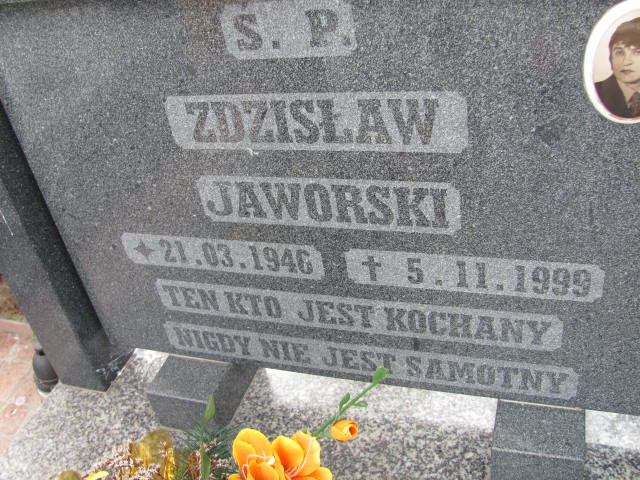 S. P.
ZDZISŁAW
JAWORSKI
✦ 21.03.1946 † 5.11.1999
TEN KTO JEST KOCHANY
NIGDY NIE JEST SAMOTNY